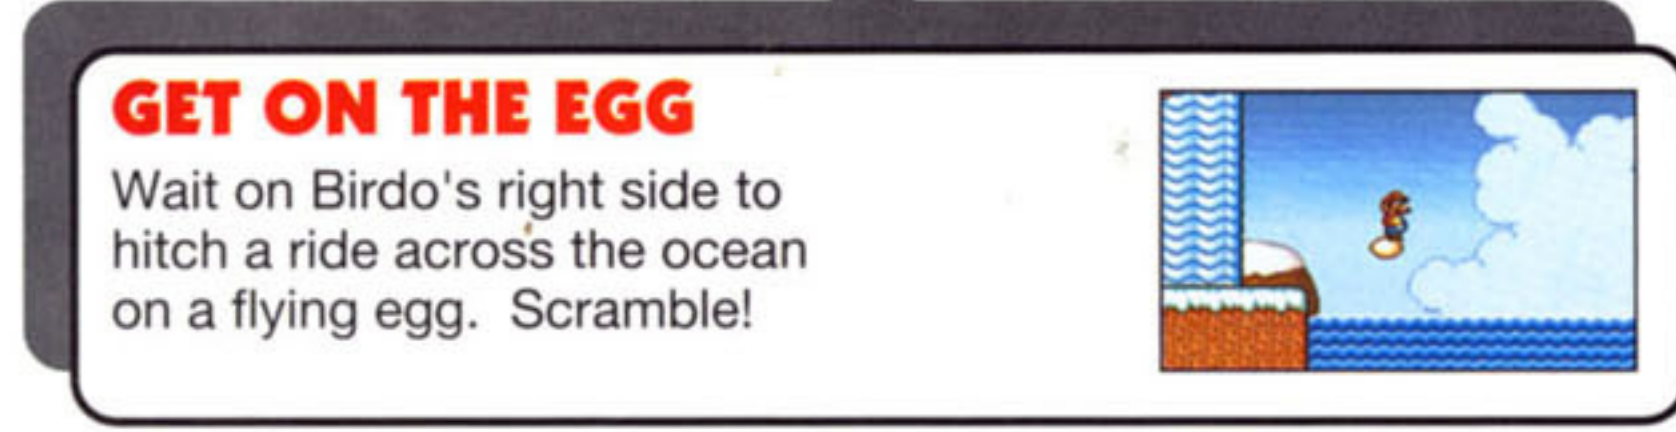 GET ON THE EGG
Wait on Birdo's right side to
hitch a ride across the ocean
on a flying egg.  Scramble!